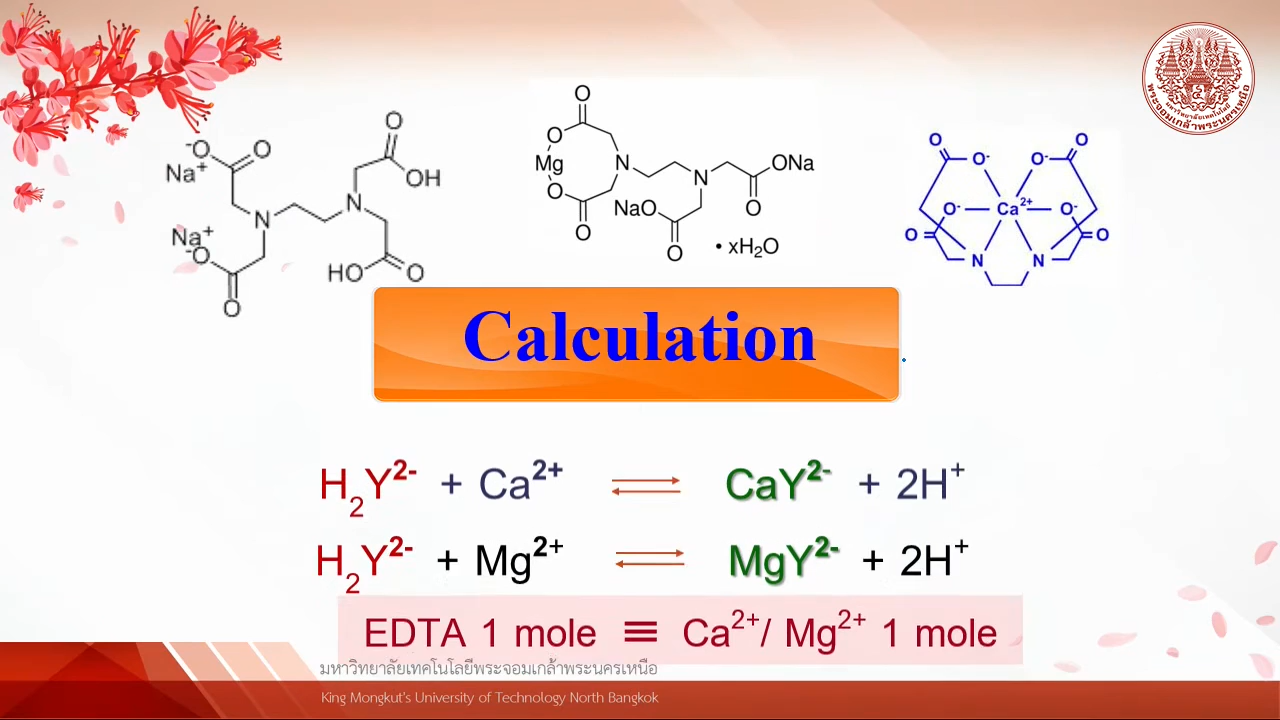 -O O
Na+
Na+
-O
O
N
N
O
OH
HO O
O
O
Mg
O
O
N
N
ONa
O
NaO
O
• xH2O
O O- O- O
O- Ca2+ O-
O N N O
Calculation
H2Y2- + Ca2+ ⇌ CaY2- + 2H+
H2Y2- + Mg2+ ⇌ MgY2- + 2H+
EDTA 1 mole ≡ Ca2+/ Mg2+ 1 mole
มหาวิทยาลัยเทคโนโลยีพระจอมเกล้าพระนครเหนือ
King Mongkut's University of Technology North Bangkok